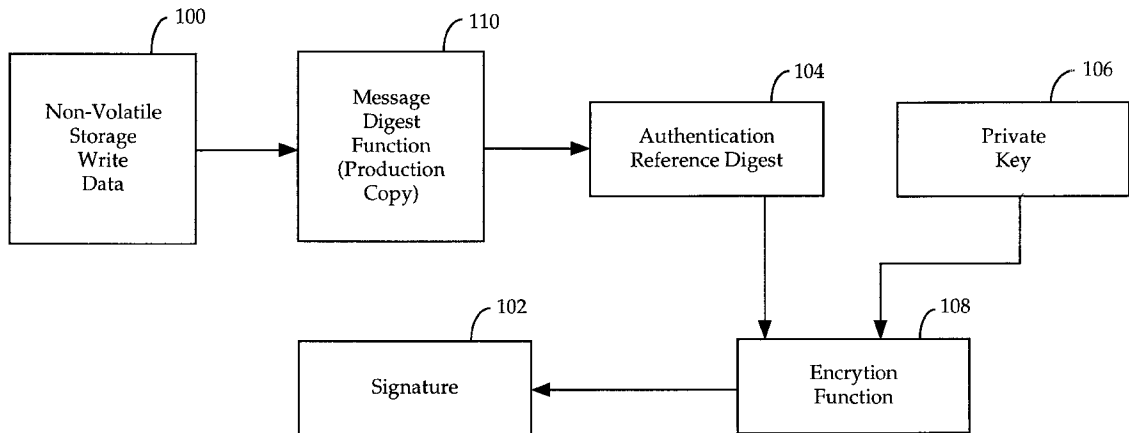 100
Non-Volatile
Storage
Write
Data
110
Message
Digest
Function
(Production
Copy)
104
Authentication
Reference Digest
106
Private
Key
102
Signature
108
Encrytion
Function